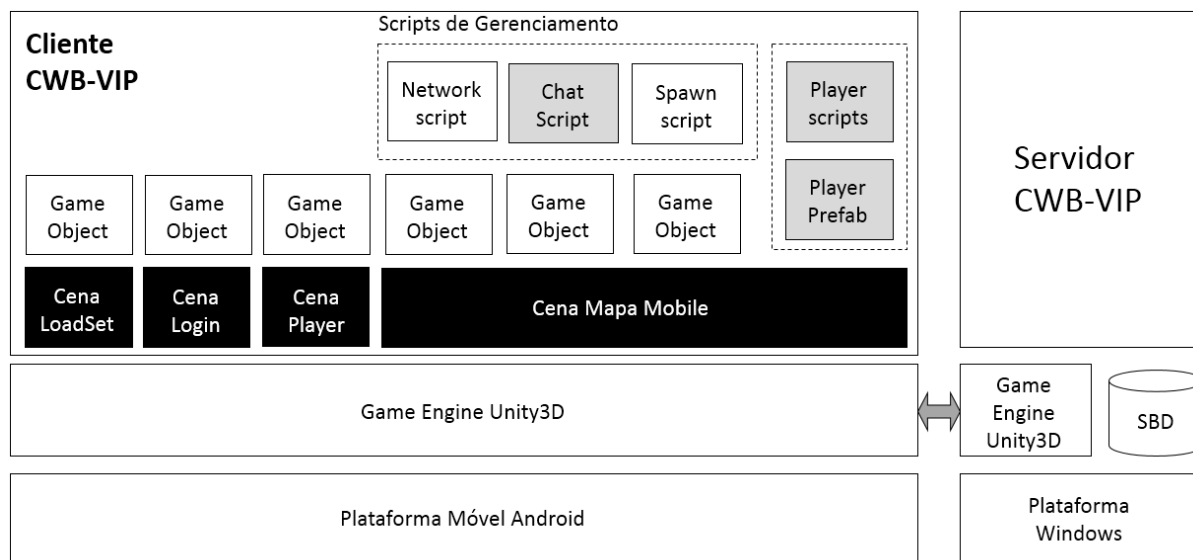 Cliente
CWB-VIP
Scripts de Gerenciamento
Network
script
Chat
Script
Spawn
script
Player
scripts
Player
Prefab
Game
Object
Game
Object
Game
Object
Game
Object
Game
Object
Game
Object
Cena
LoadSet
Cena
Login
Cena
Player
Cena Mapa Mobile
Servidor
CWB-VIP
Game Engine Unity3D
Game
Engine
Unity3D
SBD
Plataforma Móvel Android
Plataforma
Windows